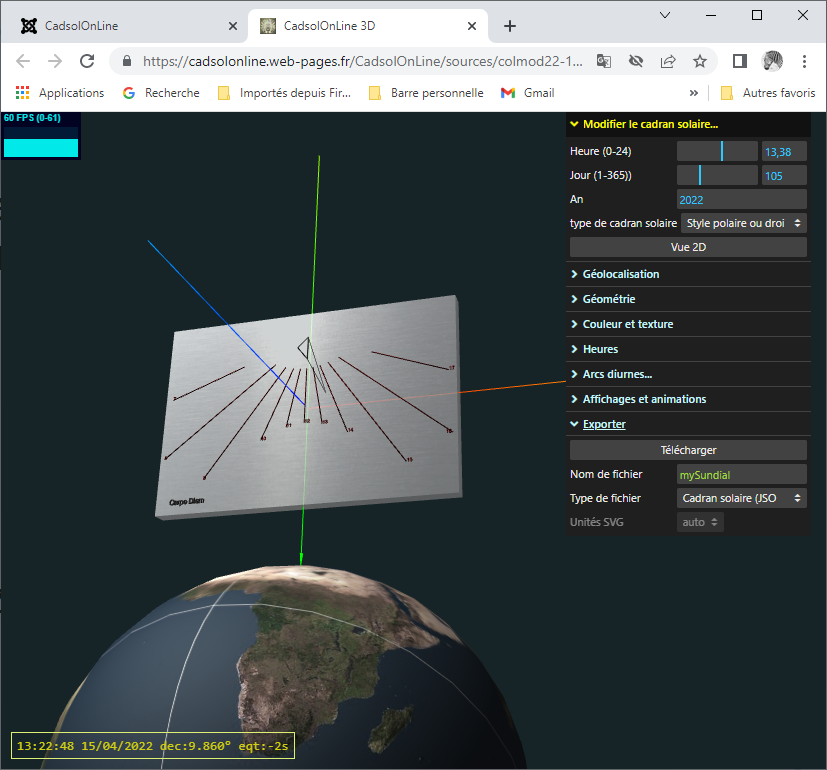 CadsolOnLine
CadsolOnLine 3D
https://cadsolonline.web-pages.fr/CadsolOnLine/sources/colmod22-1...
Applications
Recherche
Importés depuis Fir...
Barre personnelle
Gmail
»
Autres favoris
60 FPS (0-61)
Modifier le cadran solaire...
Heure (0-24) 13,38
Jour (1-365)) 105
An 2022
type de cadran solaire Style polaire ou droi
Vue 2D
Géolocalisation
Géométrie
Couleur et texture
Heures
Arcs diurnes...
Affichages et animations
Exporter
Télécharger
Nom de fichier mySundial
Type de fichier Cadran solaire (JSO
Unités SVG auto
17
10
11
12
13
14
15
16
Carpe Diem
13:22:48 15/04/2022 dec:9.860° eqt:-2s